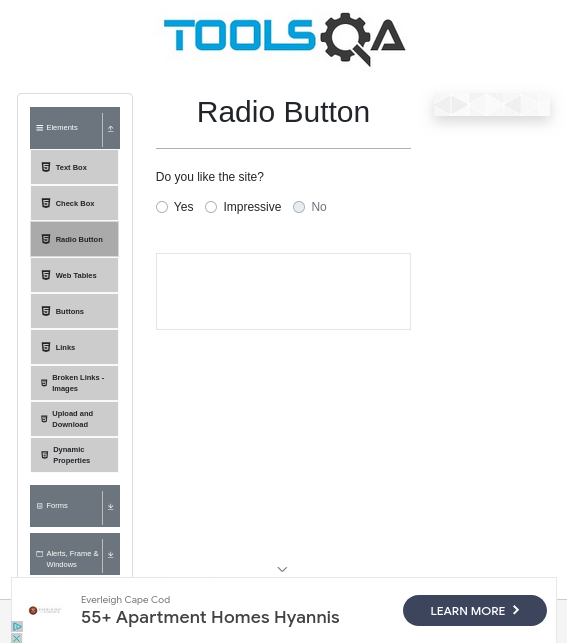 TOOLSQA
Elements
Text Box
Check Box
Radio Button
Web Tables
Buttons
Links
Broken Links -
Images
Upload and
Download
Dynamic
Properties
Forms
Alerts, Frame &
Windows
Radio Button
Do you like the site?
Yes Impressive No
Everleigh Cape Cod
55+ Apartment Homes Hyannis
LEARN MORE